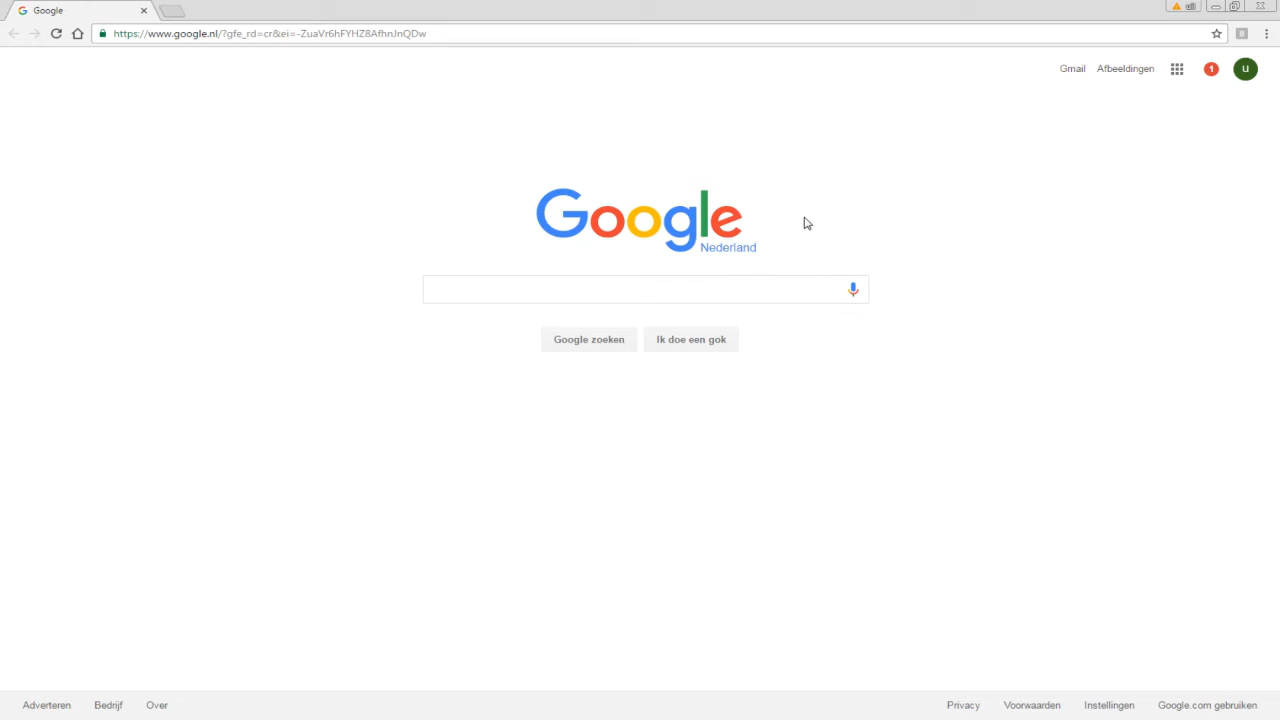 Google
https://www.google.nl/?gfe_rd=cr&ei=-ZuaVr6hFYHZ8AfhnJnQDw
Gmail Afbeeldingen 1 u
Google
Nederland
Google zoeken Ik doe een gok
Adverteren Bedrijf Over Privacy Voorwaarden Instellingen Google.com gebruiken